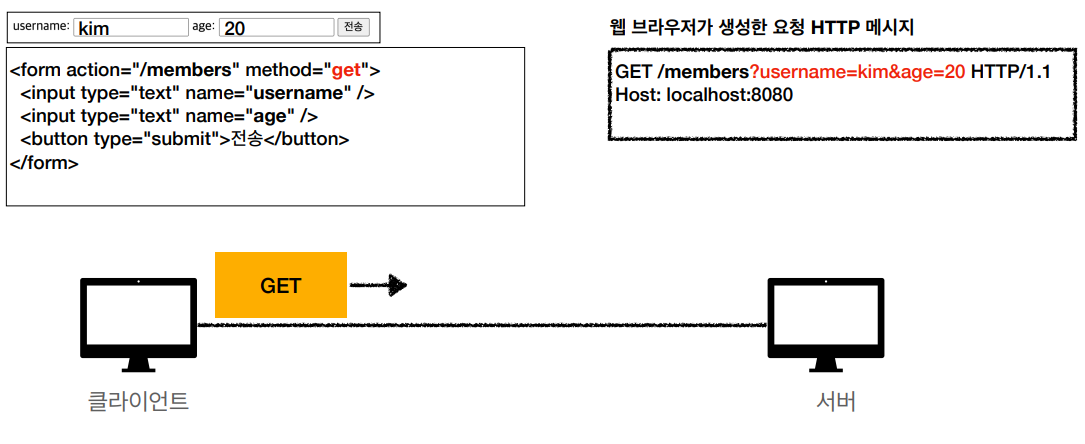 username: kim age: 20 전송
<form action="/members" method="get">
<input type="text" name="username" />
<input type="text" name="age" />
<button type="submit">전송</button>
</form>
웹 브라우저가 생성한 요청 HTTP 메시지
GET /members?username=kim&age=20 HTTP/1.1
Host: localhost:8080
GET
클라이언트
서버